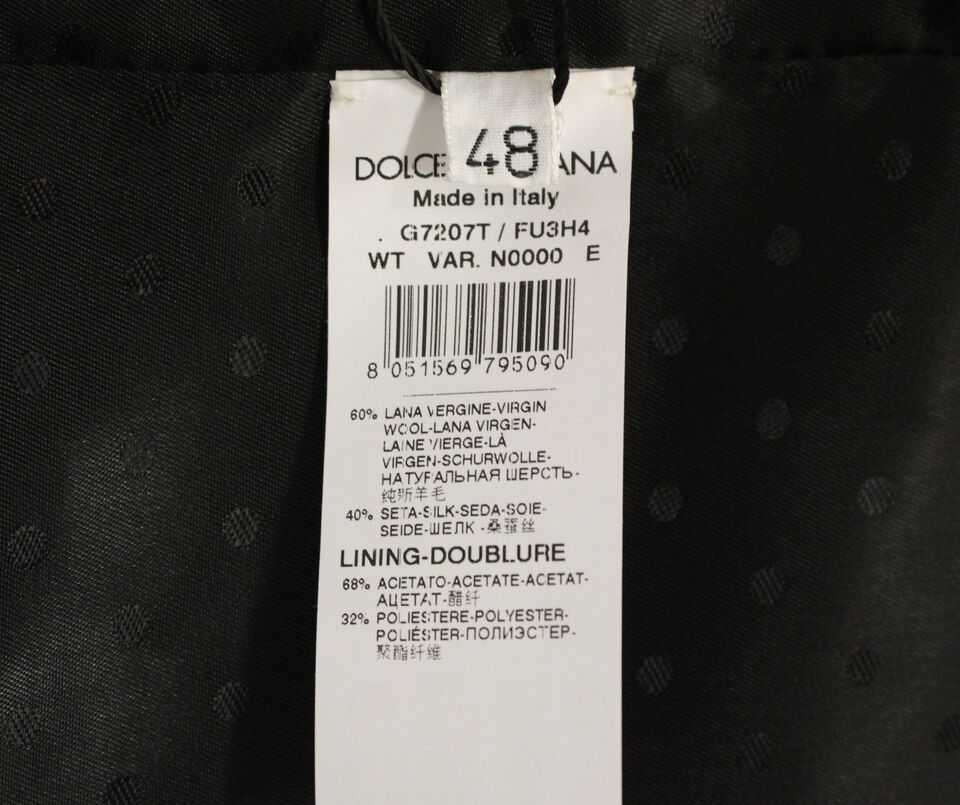 48
DOLCE ANA
Made in Italy
. G7207T / FU3H4
WT VAR. N0000 E
8 051569 795090
60% LANA VERGINE-VIRGIN
WOOL-LANA VIRGEN-
LAINE VIERGE-LÀ
VIRGEN-SCHURWOLLE-
НАТУРАЛЬНАЯ ШЕРСТЬ-
纯新羊毛
40% SETA-SILK-SEDA-SOIE-
SEIDE-ШЕЛК -桑蚕丝
LINING-DOUBLURE
68% ACETATO-ACETATE-ACETAT-
АЦЕТАТ-醋纤
32% POLIESTERE-POLYESTER-
POLIÉSTER-ПОЛИЭСТЕР-
聚酯纤维